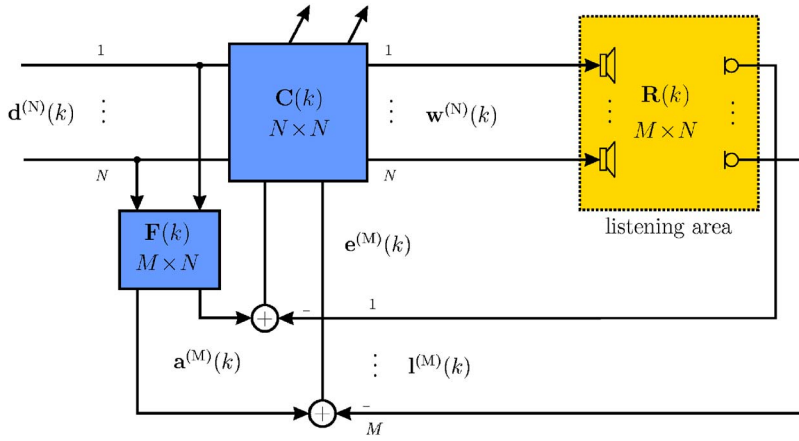 1
1
d^{(N)}(k)
⋮
C(k)
N × N
⋮
w^{(N)}(k)
⋮
R(k)
M × N
⋮
N
N
F(k)
M × N
e^{(M)}(k)
listening area
+
−
1
a^{(M)}(k)
⋮
l^{(M)}(k)
+
−
M